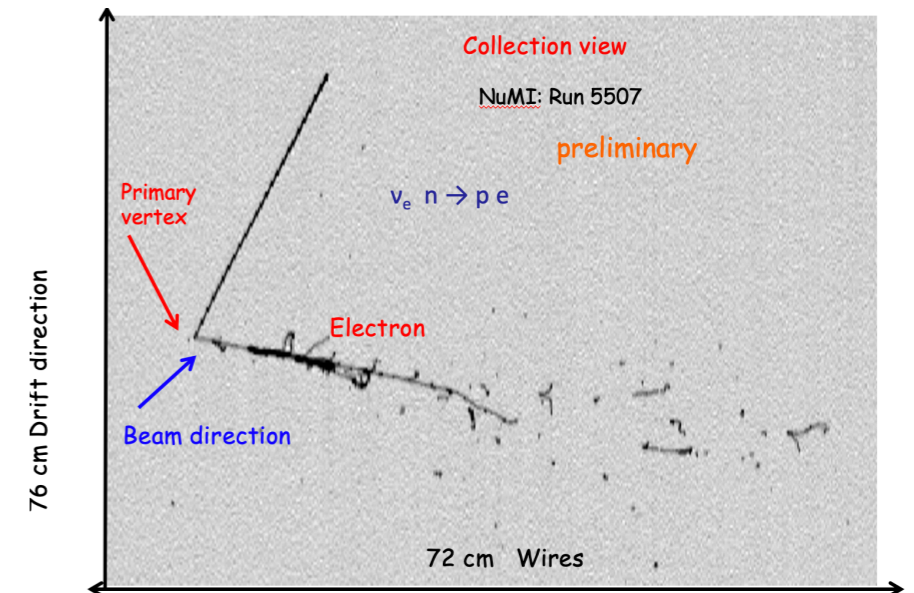 Collection view
NuMI: Run 5507
preliminary
νe n → p e
Primary
vertex
Electron
Beam direction
76 cm Drift direction
72 cm Wires